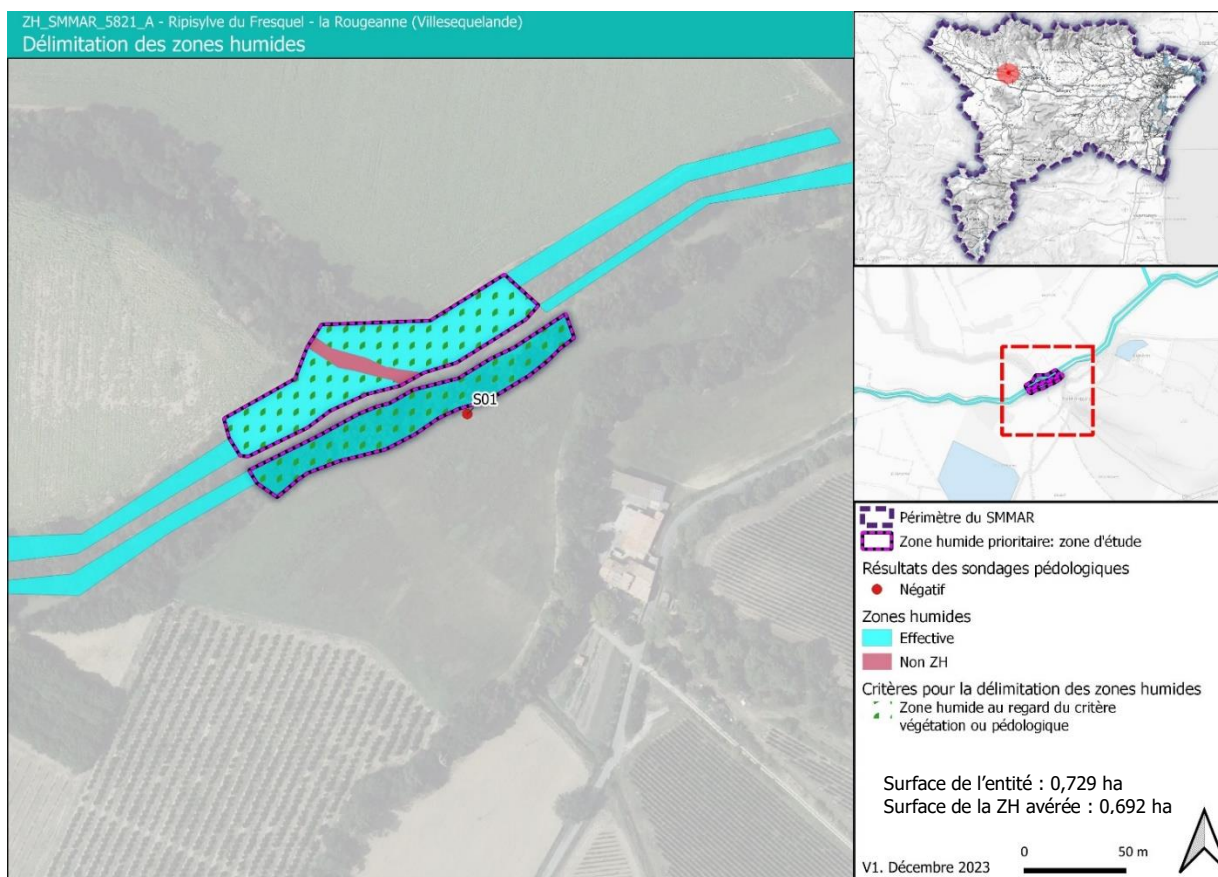 ZH_SMMAR_5821_A - Ripisylve du Fresquel - la Rougeanne (Villesequelande)
Délimitation des zones humides
S01
Périmètre du SMMAR
Zone humide prioritaire: zone d'étude
Résultats des sondages pédologiques
Négatif
Zones humides
Effective
Non ZH
Critères pour la délimitation des zones humides
Zone humide au regard du critère
végétation ou pédologique
Surface de l'entité : 0,729 ha
Surface de la ZH avérée : 0,692 ha
V1. Décembre 2023
0 50 m